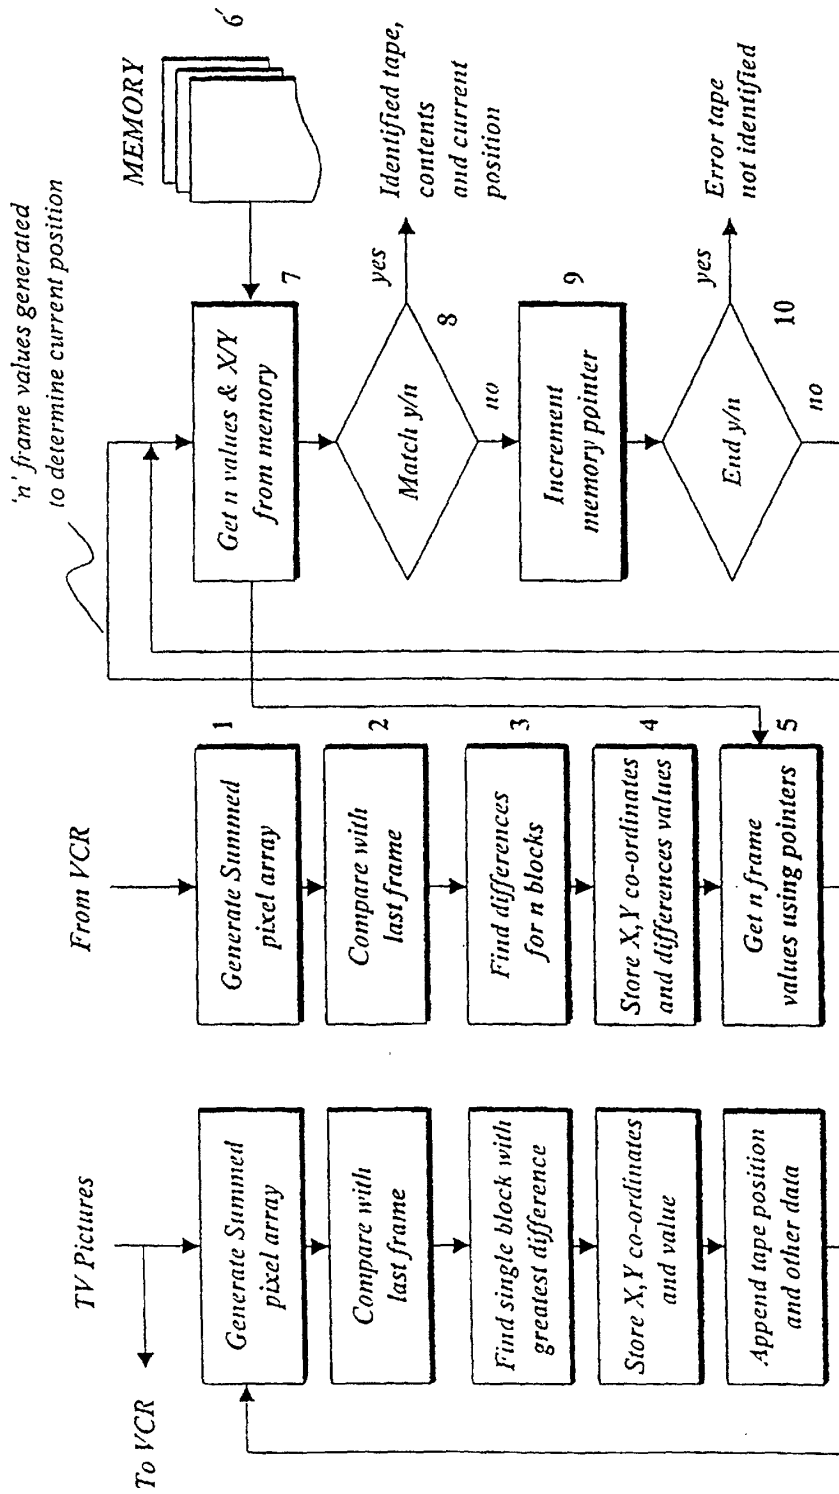 To VCR
TV Pictures
Generate Summed
pixel array
Compare with
last frame
Find single block with
greatest difference
Store X,Y co-ordinates
and value
Append tape position
and other data
From VCR
Generate Summed
pixel array
1
Compare with
last frame
2
Find differences
for n blocks
3
Store X,Y co-ordinates
and differences values
4
Get n frame
values using pointers
5
'n' frame values generated
to determine current position
MEMORY
6'
Get n values & X/Y
from memory
7
Match y/n
8
yes
Identified tape,
contents
and current
position
no
Increment
memory pointer
9
End y/n
10
yes
Error tape
not identified
no